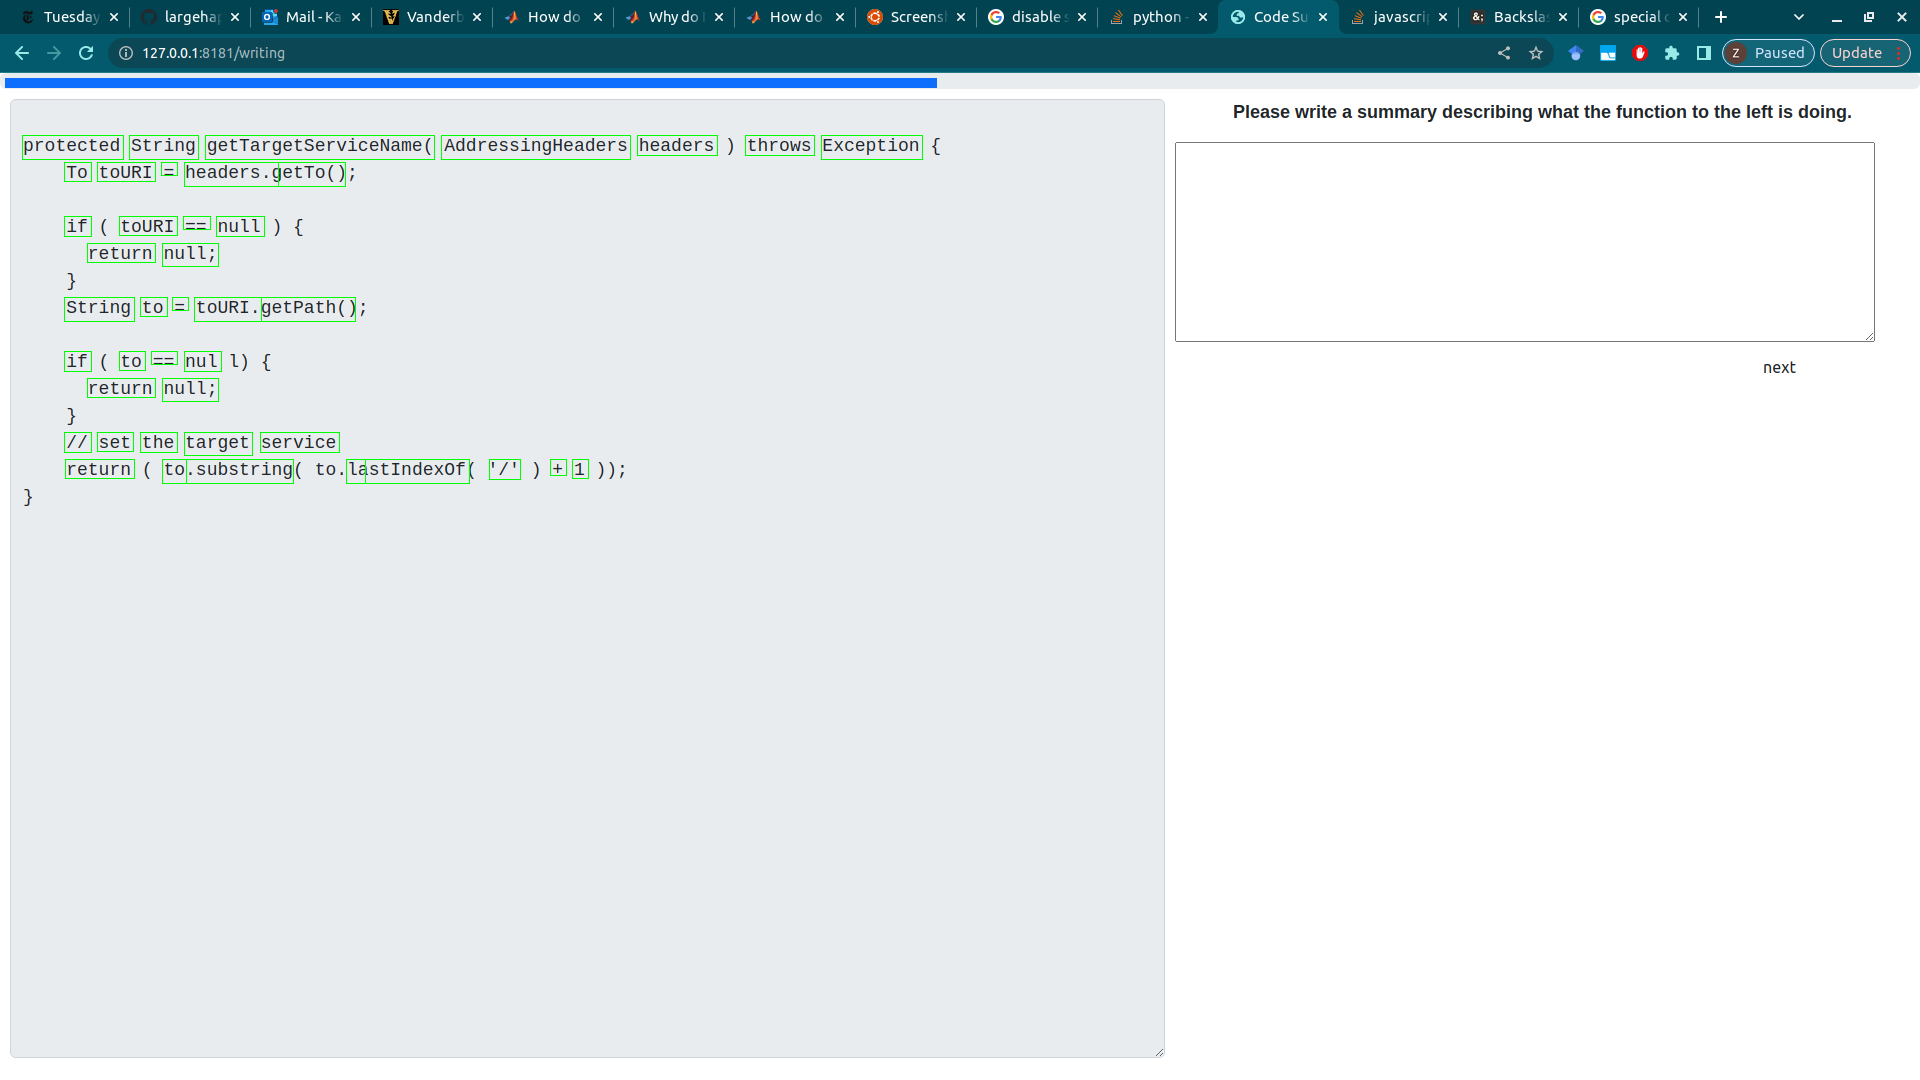 Tuesday
largeha
Mail - Ka
Vanderb
How do
Why do
How do
Screens
disable s
python -
Code Su
javascri
Backsla
special c
127.0.0.1:8181/writing
Z Paused
Update
Please write a summary describing what the function to the left is doing.
protected String getTargetServiceName( AddressingHeaders headers ) throws Exception {
To toURI = headers.getTo();
if ( toURI == null ) {
return null;
}
String to = toURI.getPath();
if ( to == nul l) {
return null;
}
// set the target service
return ( to.substring( to.lastIndexOf( '/' ) + 1 ));
}
next